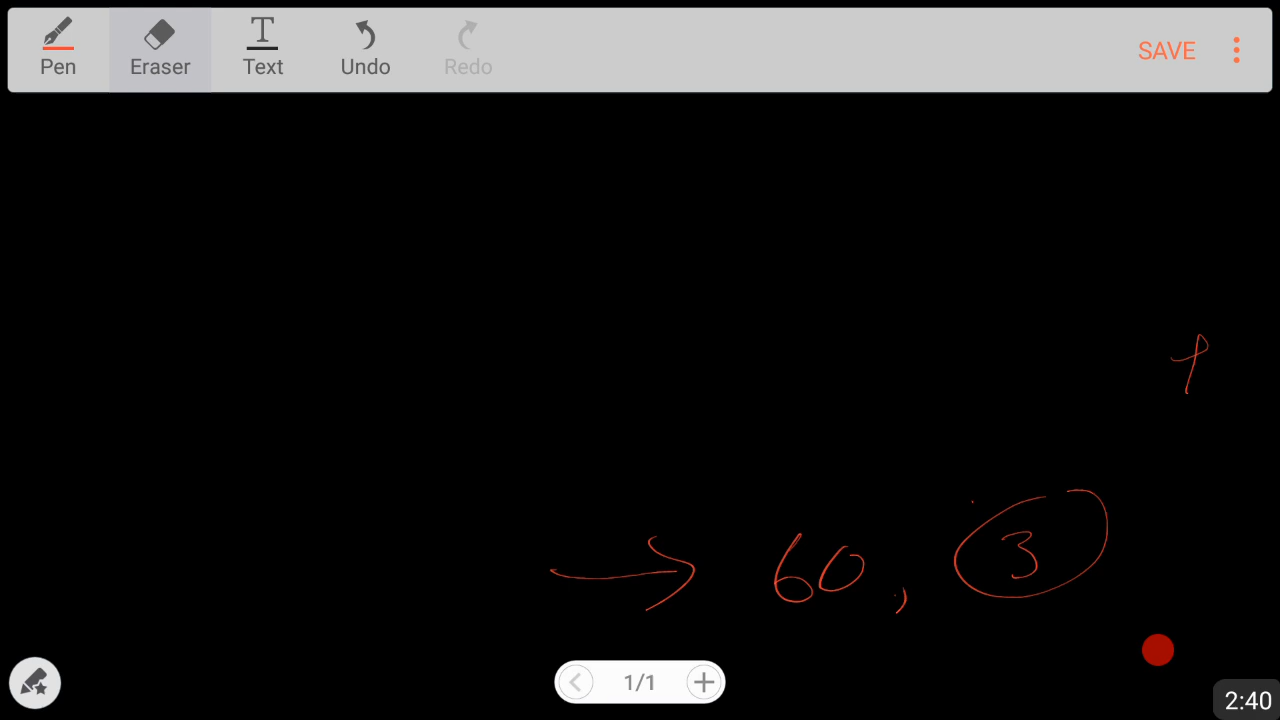 Pen Eraser Text Undo Redo SAVE
→ 60, 3
1/1
2:40